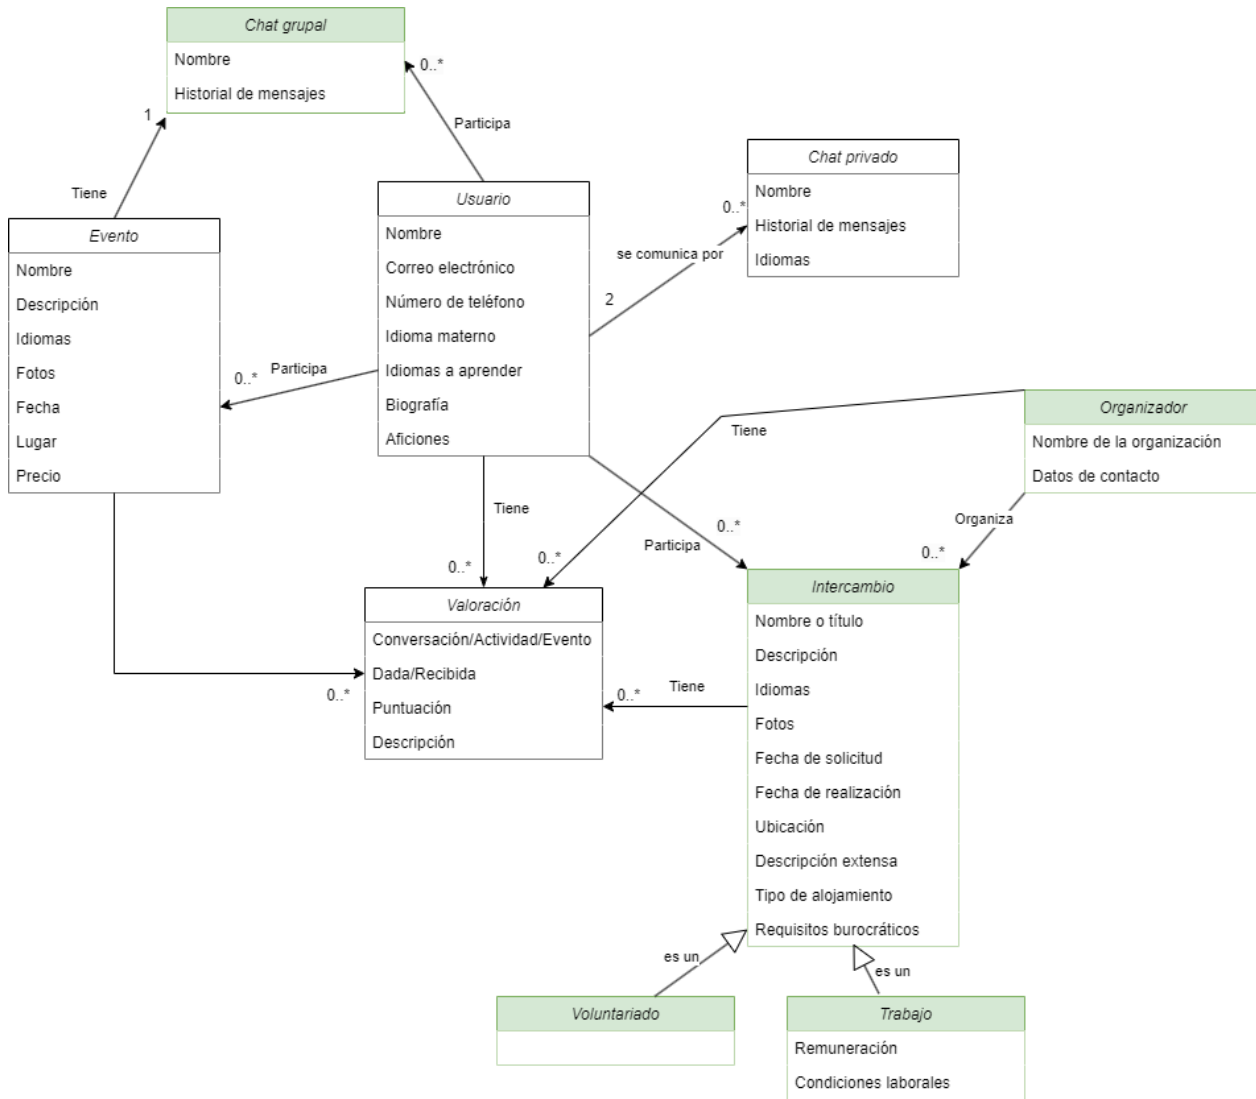 Chat grupal
Nombre
Historial de mensajes
0..*
1
Participa
Tiene
Chat privado
Nombre
Historial de mensajes
Idiomas
0..*
se comunica por
2
Usuario
Nombre
Correo electrónico
Número de teléfono
Idioma materno
Idiomas a aprender
Biografía
Aficiones
Evento
Nombre
Descripción
Idiomas
Fotos
Fecha
Lugar
Precio
0..*
Participa
Organizador
Nombre de la organización
Datos de contacto
Tiene
Organiza
0..*
Tiene
0..*
0..*
Participa
0..*
Valoración
Conversación/Actividad/Evento
Dada/Recibida
Puntuación
Descripción
0..*
0..*
Tiene
Intercambio
Nombre o título
Descripción
Idiomas
Fotos
Fecha de solicitud
Fecha de realización
Ubicación
Descripción extensa
Tipo de alojamiento
Requisitos burocráticos
es un
es un
Voluntariado
Trabajo
Remuneración
Condiciones laborales